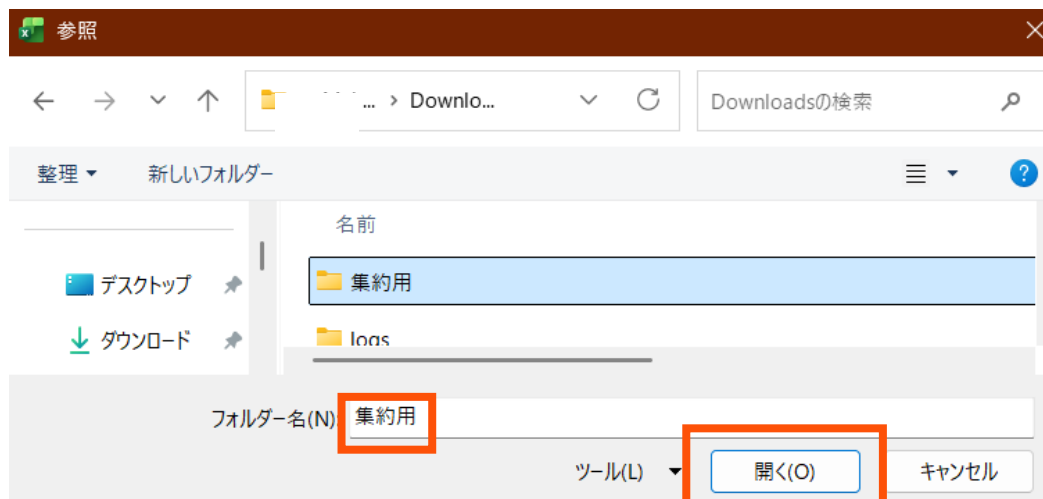 参照
... > Downlo...
Downloadsの検索
整理 新しいフォルダー
名前
デスクトップ
集約用
ダウンロード
logs
フォルダー名(N): 集約用
ツール(L) 開く(O) キャンセル